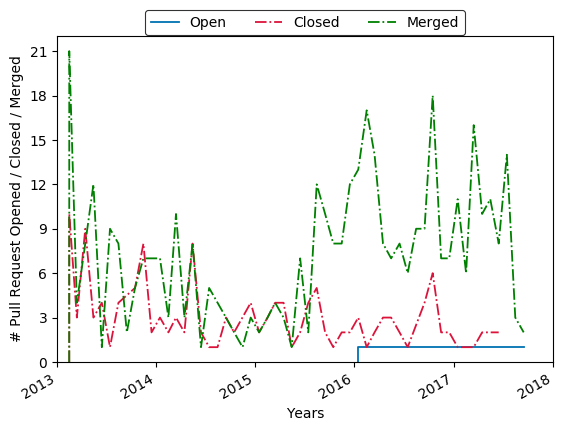 Open Closed Merged
# Pull Request Opened / Closed / Merged
21
18
15
12
9
6
3
0
2013 2014 2015 2016 2017 2018
Years